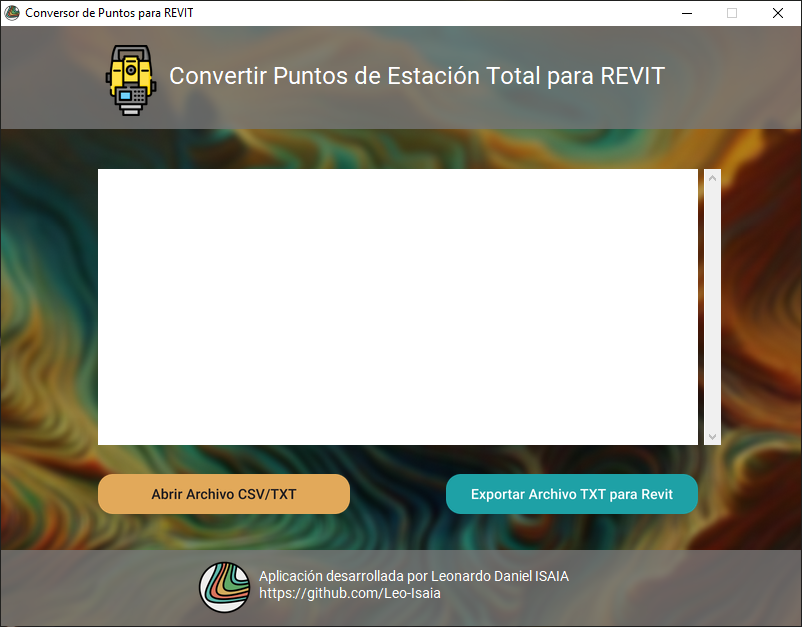 Conversor de Puntos para REVIT
Convertir Puntos de Estación Total para REVIT
Abrir Archivo CSV/TXT
Exportar Archivo TXT para Revit
Aplicación desarrollada por Leonardo Daniel ISAIA
https://github.com/Leo-Isaia